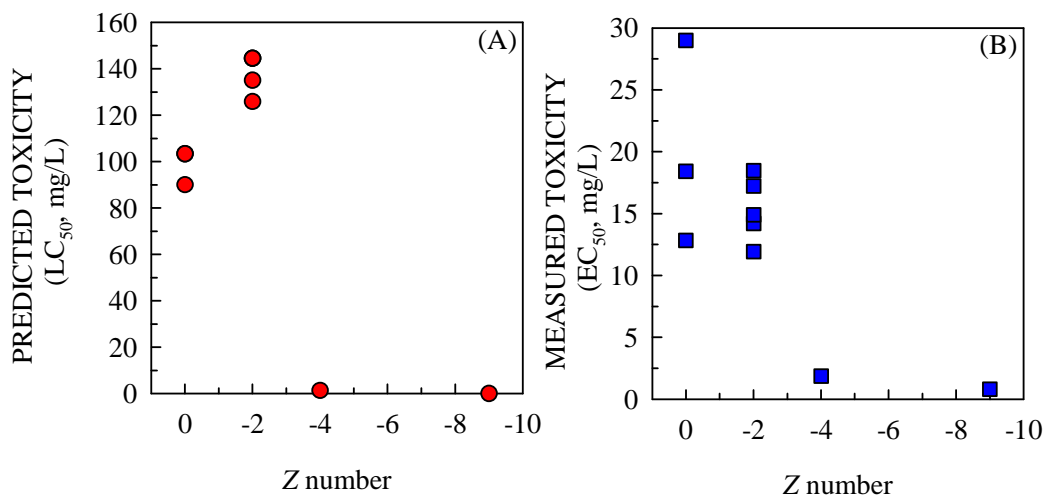 (A)
PREDICTED TOXICITY
(LC50, mg/L)
160
140
120
100
80
60
40
20
0
0 -2 -4 -6 -8 -10
Z number
(B)
MEASURED TOXICITY
(EC50, mg/L)
30
25
20
15
10
5
0
0 -2 -4 -6 -8 -10
Z number